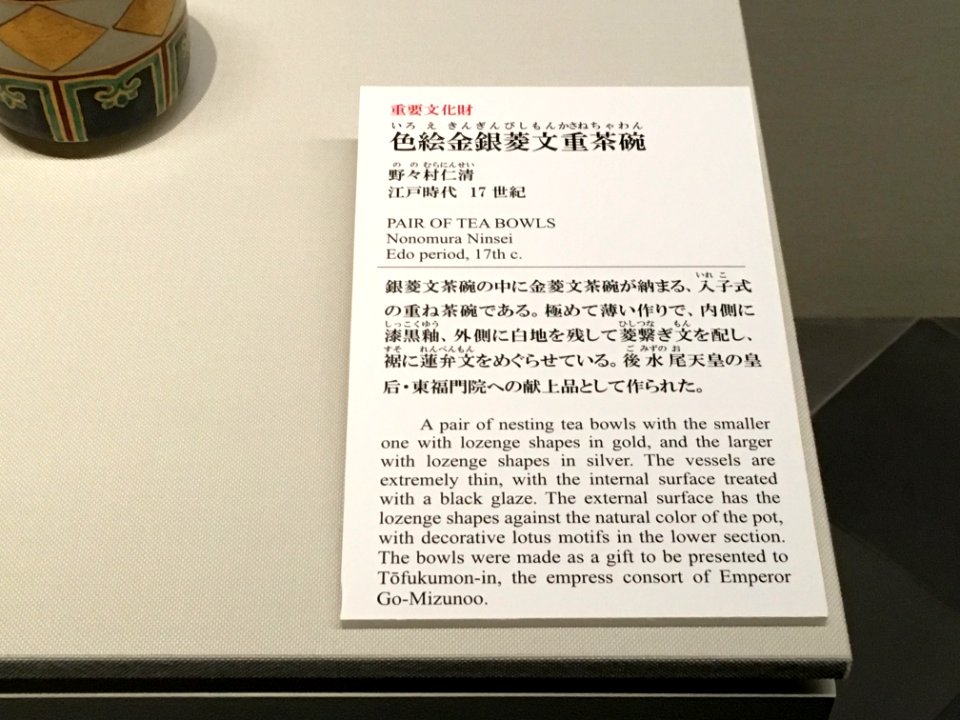 重要文化財
いろ え きんぎんびしもんかさねちゃわん
色絵金銀菱文重茶碗
の の むらにんせい
野々村仁清
江戸時代 17世紀
PAIR OF TEA BOWLS
Nonomura Ninsei
Edo period, 17th c.
いれ こ
銀菱文茶碗の中に金菱文茶碗が納まる、入子式
の重ね茶碗である。極めて薄い作りで、内側に
しっこくゆう ひしつな もん
漆黒釉、外側に白地を残して菱繋ぎ文を配し、
すそ れんべんもん ご みずの お
裾に蓮弁文をめぐらせている。後水尾天皇の皇
后・東福門院への献上品として作られた。
A pair of nesting tea bowls with the smaller
one with lozenge shapes in gold, and the larger
with lozenge shapes in silver. The vessels are
extremely thin, with the internal surface treated
with a black glaze. The external surface has the
lozenge shapes against the natural color of the pot,
with decorative lotus motifs in the lower section.
The bowls were made as a gift to be presented to
Tōfukumon-in, the empress consort of Emperor
Go-Mizunoo.